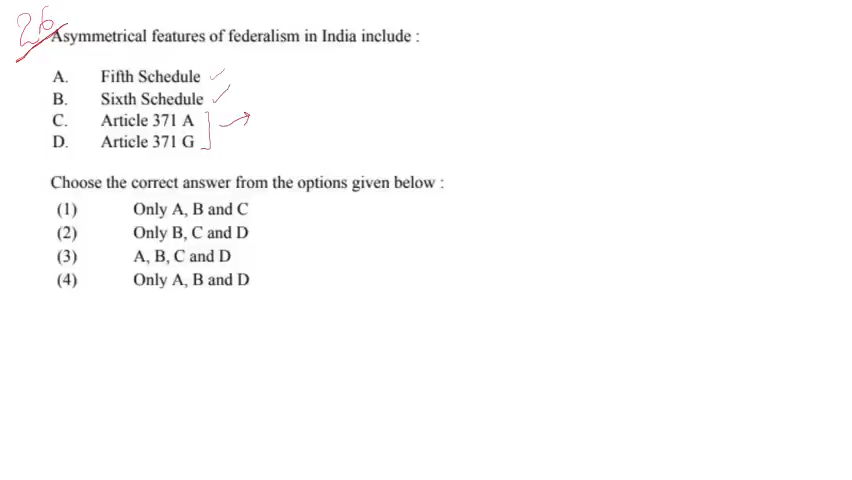 26
Asymmetrical features of federalism in India include :
A. Fifth Schedule
B. Sixth Schedule
C. Article 371 A
D. Article 371 G
Choose the correct answer from the options given below :
(1) Only A, B and C
(2) Only B, C and D
(3) A, B, C and D
(4) Only A, B and D